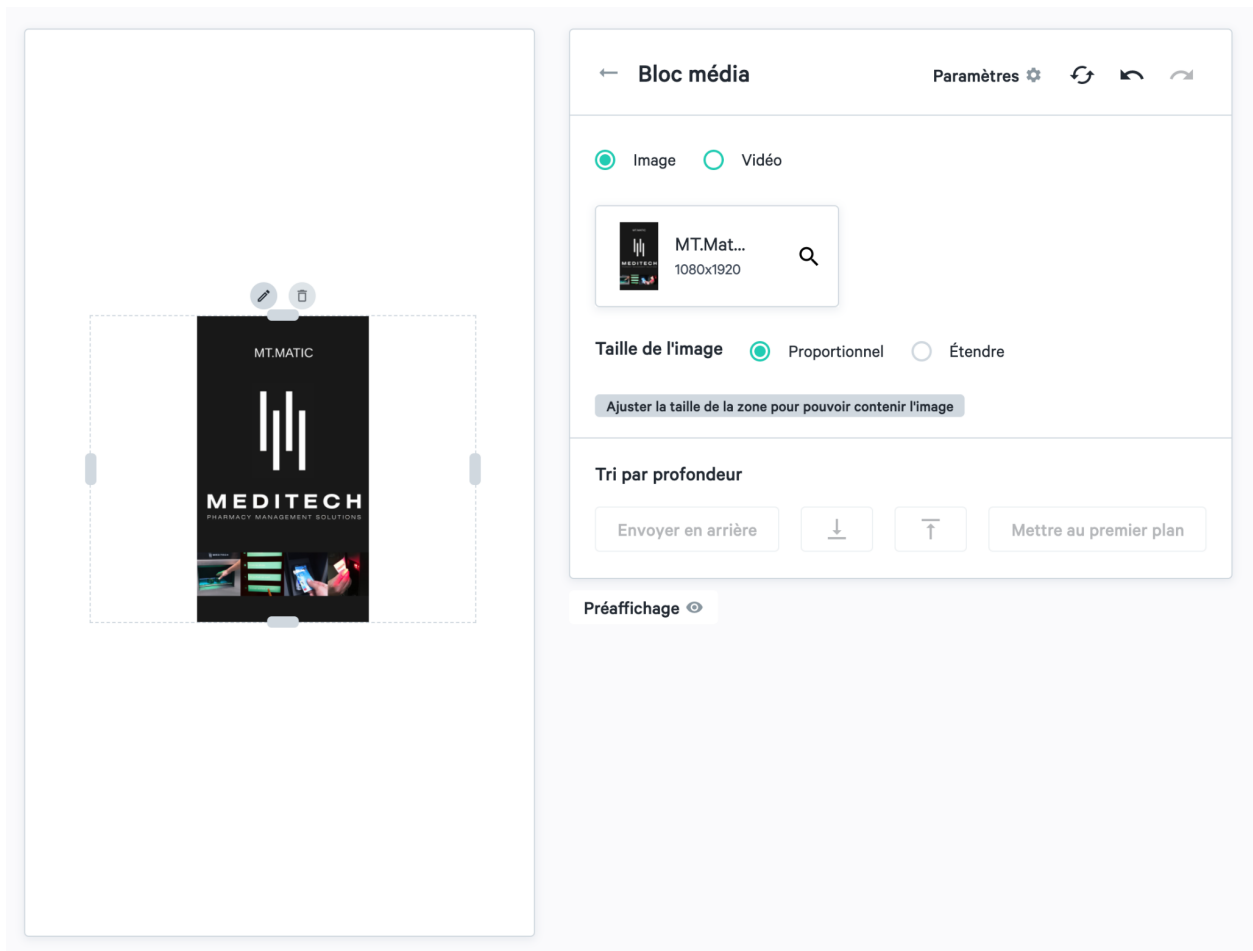 Bloc média
Paramètres
Image
Vidéo
MT.Mat...
1080x1920
MT.MATIC
MEDITECH
PHARMACY MANAGEMENT SOLUTIONS
Taille de l'image
Proportionnel
Étendre
Ajuster la taille de la zone pour pouvoir contenir l'image
Tri par profondeur
Envoyer en arrière
Mettre au premier plan
Préaffichage